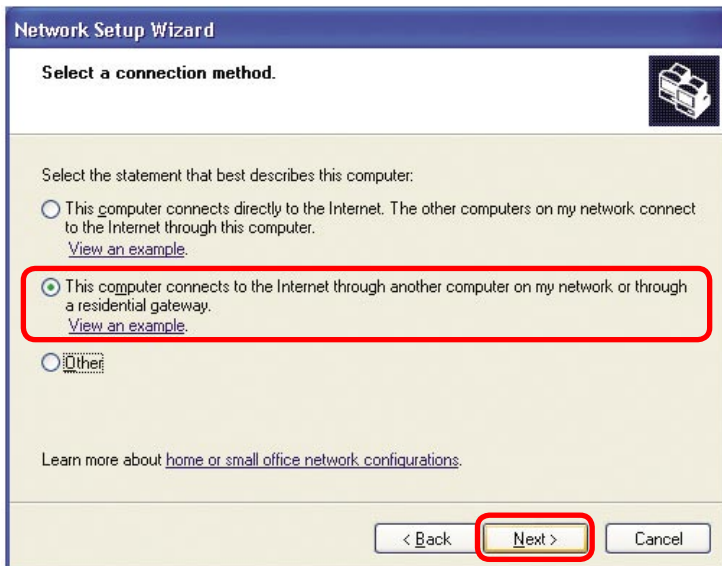 Network Setup Wizard
Select a connection method.
Select the statement that best describes this computer:
This computer connects directly to the Internet. The other computers on my network connect
to the Internet through this computer.
View an example.
This computer connects to the Internet through another computer on my network or through
a residential gateway.
View an example.
Other
Learn more about home or small office network configurations.
< Back
Next >
Cancel